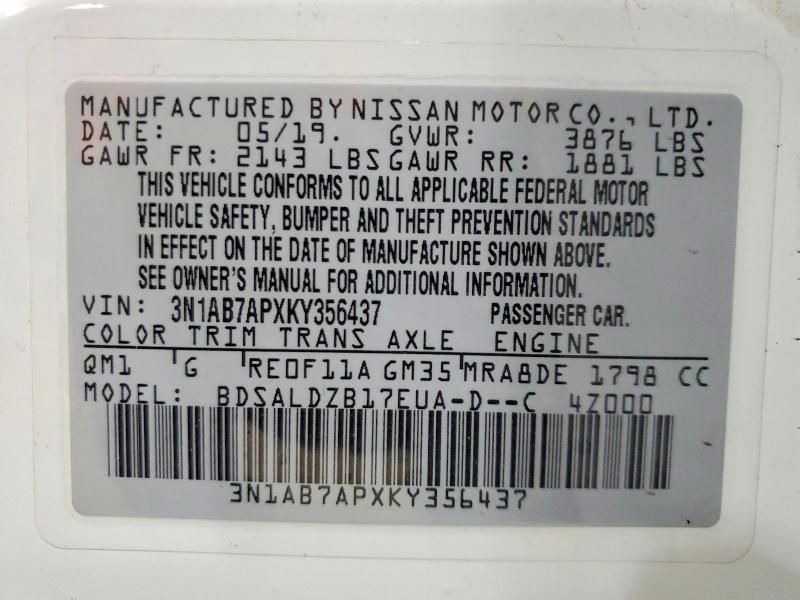 MANUFACTURED BY NISSAN MOTOR CO., LTD.
DATE: 05/19. GVWR: 3876 LBS
GAWR FR: 2143 LBS GAWR RR: 1881 LBS
THIS VEHICLE CONFORMS TO ALL APPLICABLE FEDERAL MOTOR
VEHICLE SAFETY, BUMPER AND THEFT PREVENTION STANDARDS
IN EFFECT ON THE DATE OF MANUFACTURE SHOWN ABOVE.
SEE OWNER'S MANUAL FOR ADDITIONAL INFORMATION.
VIN: 3N1AB7APXKY356437 PASSENGER CAR.
COLOR TRIM TRANS AXLE ENGINE
QM1 G RE0F11A GM35 MRA8DE 1798 CC
MODEL: BDSALDZB17EUA-D--C 4Z000
3N1AB7APXKY356437